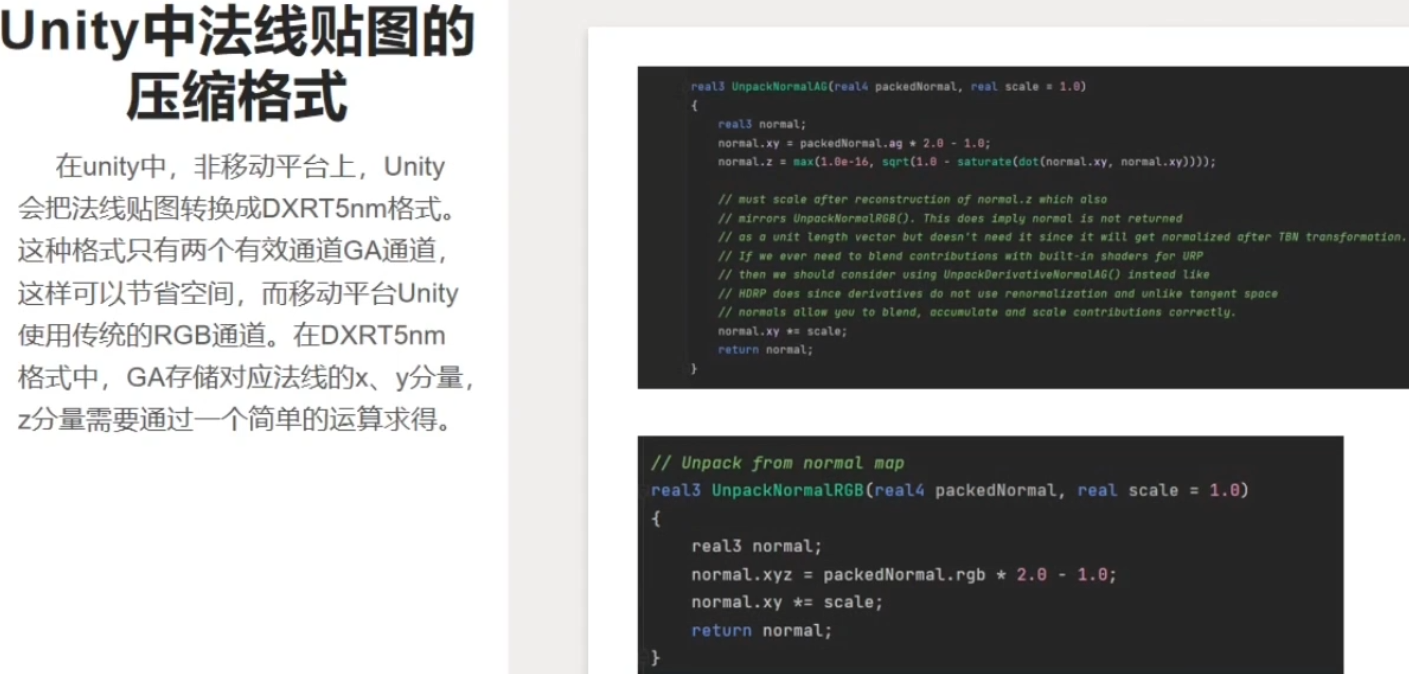 Unity中法线贴图的
压缩格式
在unity中，非移动平台上，Unity
会把法线贴图转换成DXRT5nm格式。
这种格式只有两个有效通道GA通道，
这样可以节省空间，而移动平台Unity
使用传统的RGB通道。在DXRT5nm
格式中，GA存储对应法线的x、y分量，
z分量需要通过一个简单的运算求得。
real3 UnpackNormalAG(real4 packedNormal, real scale = 1.0)
{
real3 normal;
normal.xy = packedNormal.ag * 2.0 - 1.0;
normal.z = max(1.0e-16, sqrt(1.0 - saturate(dot(normal.xy, normal.xy))));
// must scale after reconstruction of normal.z which also
// mirrors UnpackNormalRGB(). This does imply normal is not returned
// as a unit length vector but doesn't need it since it will get normalized after TBN transformation.
// If we ever need to blend contributions with built-in shaders for URP
// then we should consider using UnpackDerivativeNormalAG() instead like
// HDRP does since derivatives do not use renormalization and unlike tangent space
// normals allow you to blend, accumulate and scale contributions correctly.
normal.xy *= scale;
return normal;
}
// Unpack from normal map
real3 UnpackNormalRGB(real4 packedNormal, real scale = 1.0)
{
real3 normal;
normal.xyz = packedNormal.rgb * 2.0 - 1.0;
normal.xy *= scale;
return normal;
}